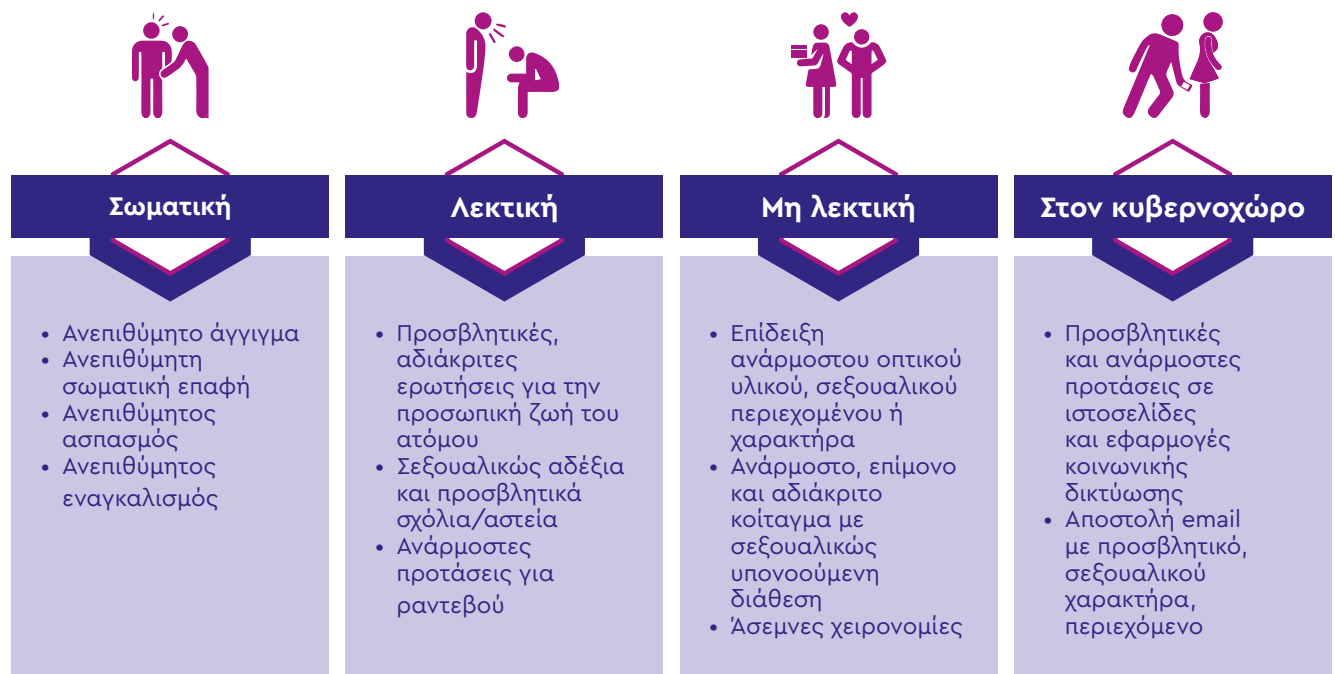 Σωματική
• Ανεπιθύμητο άγγιγμα
• Ανεπιθύμητη
σωματική επαφή
• Ανεπιθύμητος
ασπασμός
• Ανεπιθύμητος
εναγκαλισμός
Λεκτική
• Προσβλητικές,
αδιάκριτες
ερωτήσεις για την
προσωπική ζωή του
ατόμου
• Σεξουαλικώς αδέξια
και προσβλητικά
σχόλια/αστεία
• Ανάρμοστες
προτάσεις για
ραντεβού
Μη λεκτική
• Επίδειξη
ανάρμοστου οπτικού
υλικού, σεξουαλικού
περιεχομένου ή
χαρακτήρα
• Ανάρμοστο, επίμονο
και αδιάκριτο
κοίταγμα με
σεξουαλικώς
υπονοούμενη
διάθεση
• Άσεμνες χειρονομίες
Στον κυβερνοχώρο
• Προσβλητικές
και ανάρμοστες
προτάσεις σε
ιστοσελίδες
και εφαρμογές
κοινωνικής
δικτύωσης
• Αποστολή email
με προσβλητικό,
σεξουαλικού
χαρακτήρα,
περιεχόμενο